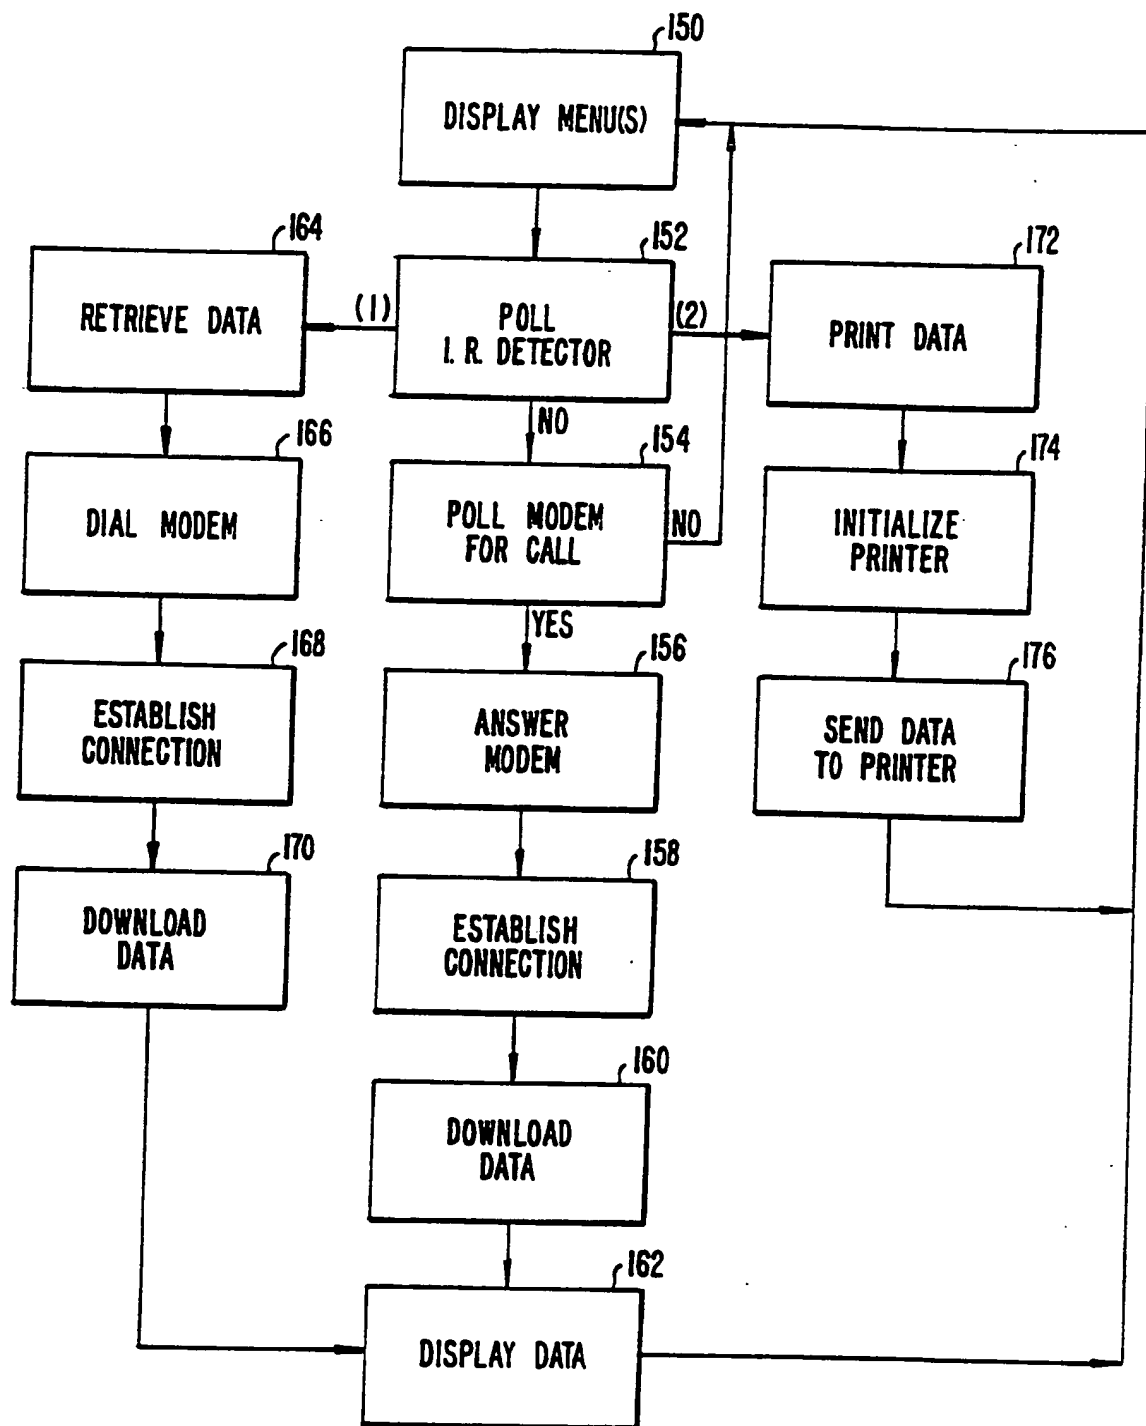 150
DISPLAY MENU(S)
164
RETRIEVE DATA
(1)
152
POLL
I. R. DETECTOR
(2)
172
PRINT DATA
NO
166
DIAL MODEM
154
POLL MODEM
FOR CALL
NO
174
INITIALIZE
PRINTER
YES
168
ESTABLISH
CONNECTION
156
ANSWER
MODEM
176
SEND DATA
TO PRINTER
170
DOWNLOAD
DATA
158
ESTABLISH
CONNECTION
160
DOWNLOAD
DATA
162
DISPLAY DATA